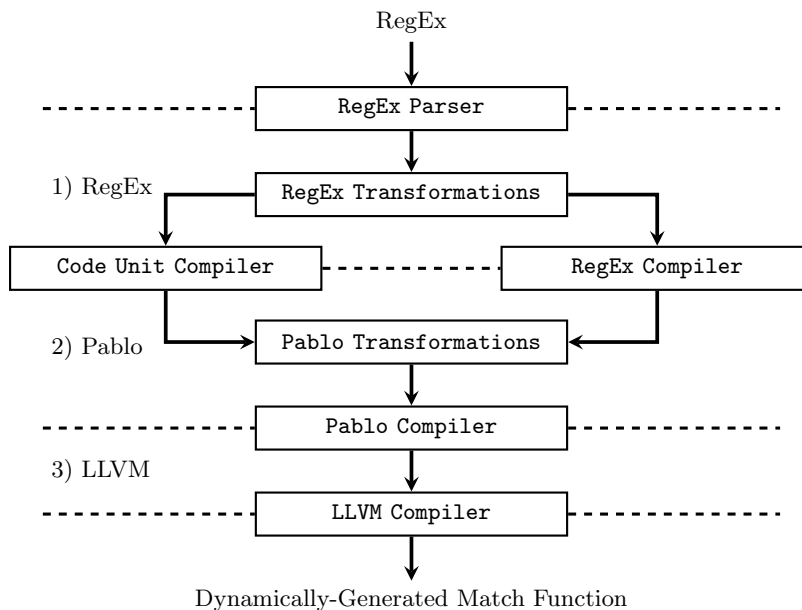 RegEx
RegEx Parser
1) RegEx
RegEx Transformations
Code Unit Compiler
RegEx Compiler
2) Pablo
Pablo Transformations
Pablo Compiler
3) LLVM
LLVM Compiler
Dynamically-Generated Match Function